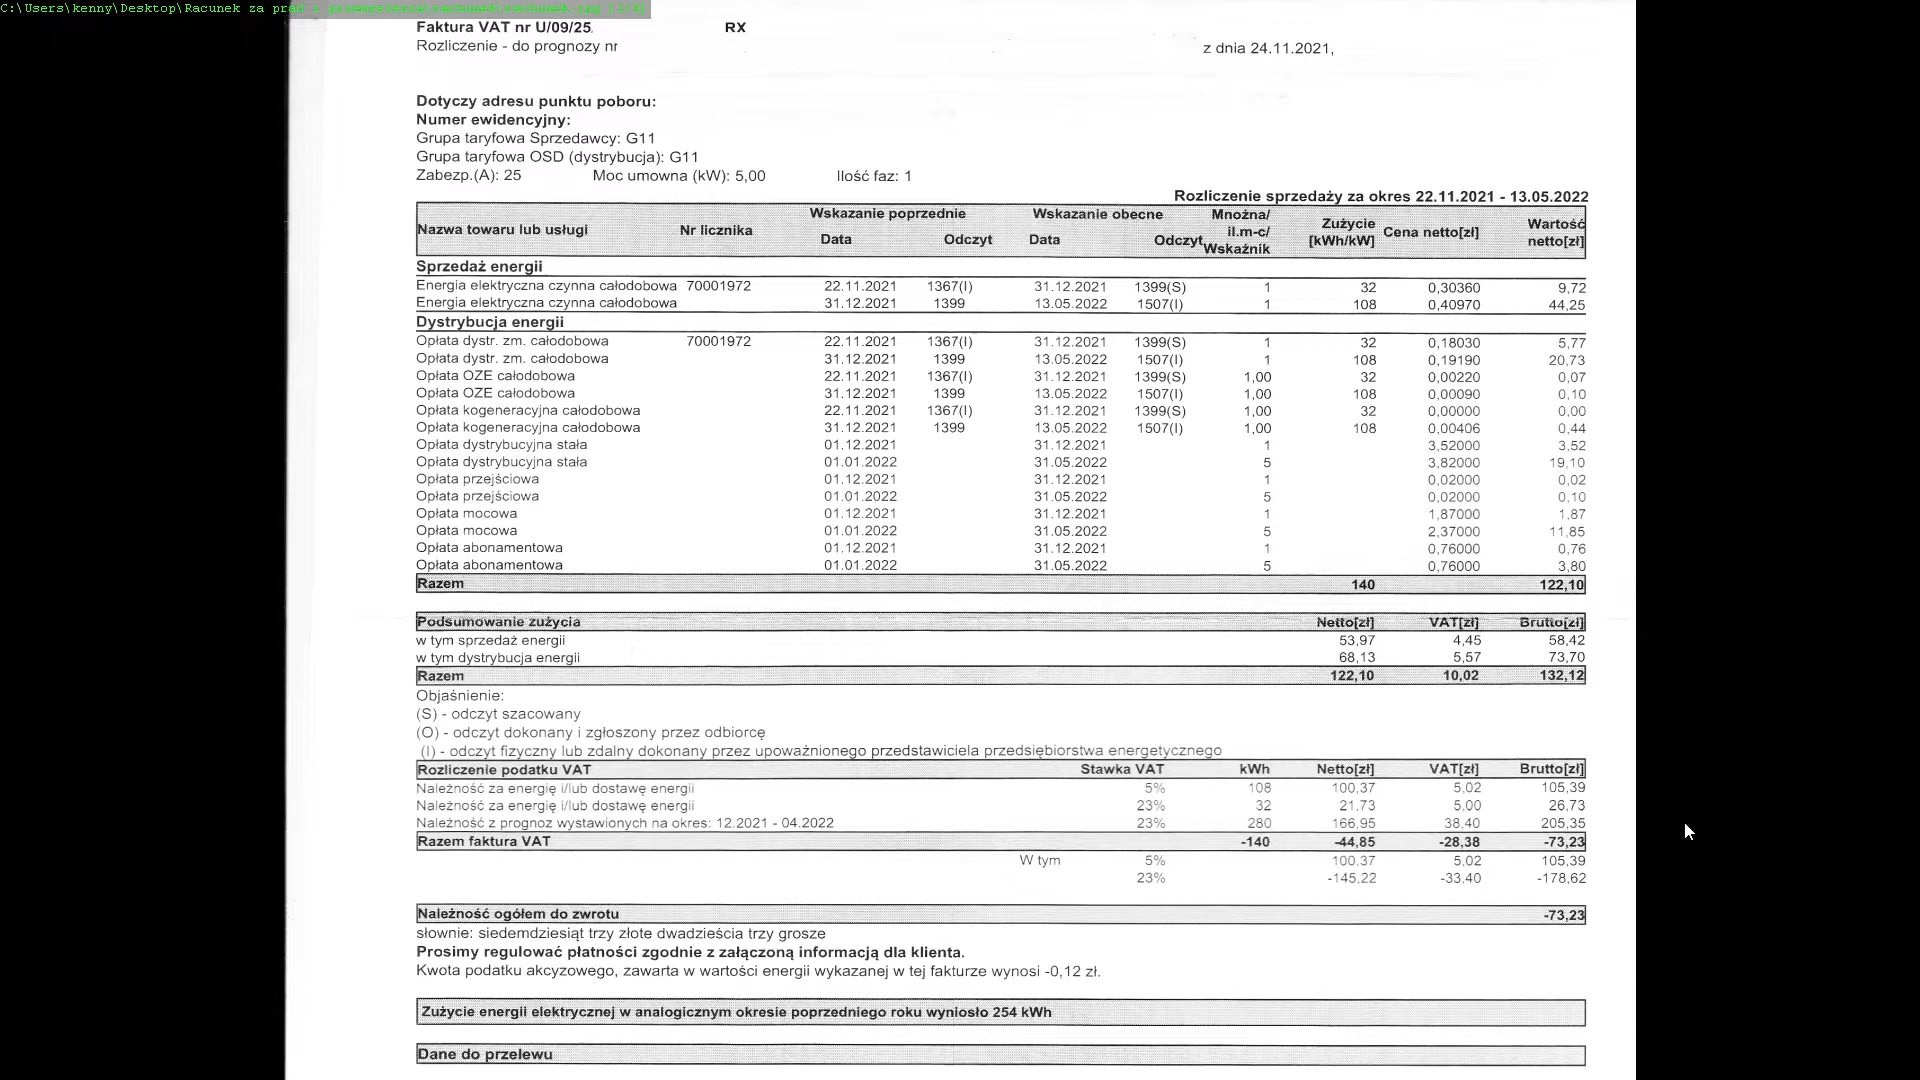 C:\Users\kenny\Desktop\Racunek za prad i
Faktura VAT nr U/09/25 RX
Rozliczenie - do prognozy nr z dnia 24.11.2021,
Dotyczy adresu punktu poboru:
Numer ewidencyjny:
Grupa taryfowa Sprzedawcy: G11
Grupa taryfowa OSD (dystrybucja): G11
Zabezp.(A): 25 Moc umowna (kW): 5,00 Ilość faz: 1
Rozliczenie sprzedaży za okres 22.11.2021 - 13.05.2022
Nazwa towaru lub usługi Nr licznika Wskazanie poprzednie Data Odczyt Wskazanie obecne Data Odczyt Mnożna/ il.m-c/ Wskaźnik Zużycie [kWh/kW] Cena netto[zł] Wartość netto[zł]
Sprzedaż energii
Energia elektryczna czynna całodobowa 70001972 22.11.2021 1367(I) 31.12.2021 1399(S) 1 32 0,30360 9,72
Energia elektryczna czynna całodobowa 31.12.2021 1399 13.05.2022 1507(I) 1 108 0,40970 44,25
Dystrybucja energii
Opłata dystr. zm. całodobowa 70001972 22.11.2021 1367(I) 31.12.2021 1399(S) 1 32 0,18030 5,77
Opłata dystr. zm. całodobowa 31.12.2021 1399 13.05.2022 1507(I) 1 108 0,19190 20,73
Opłata OZE całodobowa 22.11.2021 1367(I) 31.12.2021 1399(S) 1,00 32 0,00220 0,07
Opłata OZE całodobowa 31.12.2021 1399 13.05.2022 1507(I) 1,00 108 0,00090 0,10
Opłata kogeneracyjna całodobowa 22.11.2021 1367(I) 31.12.2021 1399(S) 1,00 32 0,00000 0,00
Opłata kogeneracyjna całodobowa 31.12.2021 1399 13.05.2022 1507(I) 1,00 108 0,00406 0,44
Opłata dystrybucyjna stała 01.12.2021 31.12.2021 1 3,52000 3,52
Opłata dystrybucyjna stała 01.01.2022 31.05.2022 5 3,82000 19,10
Opłata przejściowa 01.12.2021 31.12.2021 1 0,02000 0,02
Opłata przejściowa 01.01.2022 31.05.2022 5 0,02000 0,10
Opłata mocowa 01.12.2021 31.12.2021 1 1,87000 1,87
Opłata mocowa 01.01.2022 31.05.2022 5 2,37000 11,85
Opłata abonamentowa 01.12.2021 31.12.2021 1 0,76000 0,76
Opłata abonamentowa 01.01.2022 31.05.2022 5 0,76000 3,80
Razem 140 122,10
Podsumowanie zużycia Netto[zł] VAT[zł] Brutto[zł]
w tym sprzedaż energii 53,97 4,45 58,42
w tym dystrybucja energii 68,13 5,57 73,70
Razem 122,10 10,02 132,12
Objaśnienie:
(S) - odczyt szacowany
(O) - odczyt dokonany i zgłoszony przez odbiorcę
(I) - odczyt fizyczny lub zdalny dokonany przez upoważnionego przedstawiciela przedsiębiorstwa energetycznego
Rozliczenie podatku VAT Stawka VAT kWh Netto[zł] VAT[zł] Brutto[zł]
Należność za energię i/lub dostawę energii 5% 108 100,37 5,02 105,39
Należność za energię i/lub dostawę energii 23% 32 21,73 5,00 26,73
Należność z prognoz wystawionych na okres: 12.2021 - 04.2022 23% 280 166,95 38,40 205,35
Razem faktura VAT -140 -44,85 -28,38 -73,23
W tym 5% 100,37 5,02 105,39
23% -145,22 -33,40 -178,62
Należność ogółem do zwrotu -73,23
słownie: siedemdziesiąt trzy złote dwadzieścia trzy grosze
Prosimy regulować płatności zgodnie z załączoną informacją dla klienta.
Kwota podatku akcyzowego, zawarta w wartości energii wykazanej w tej fakturze wynosi -0,12 zł.
Zużycie energii elektrycznej w analogicznym okresie poprzedniego roku wyniosło 254 kWh
Dane do przelewu